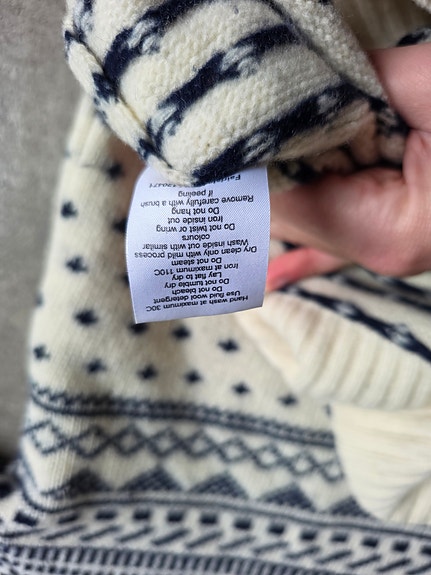 Hand wash at maximum 30C
Use fluid wool detergent
Do not bleach
Do not tumble dry
Lay flat to dry
Iron at maximum 110C
Do not steam
Dry clean with only mild process
Wash inside out with similar
colours
Do not twist or wring
Iron inside out
Do not hang
Remove carefully with a brush
if peeling